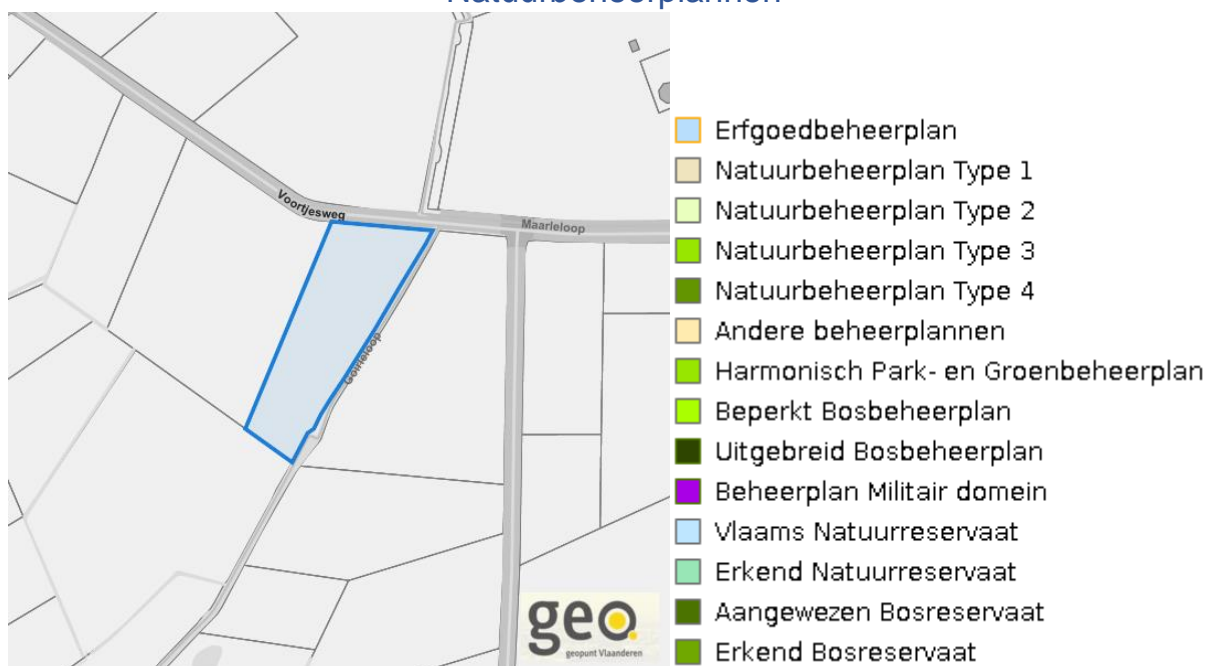 Natuurbeheerplannen
Voortjesweg
Maarleloop
Goirleloop
geo.
geopunt Vlaanderen
Erfgoedbeheerplan
Natuurbeheerplan Type 1
Natuurbeheerplan Type 2
Natuurbeheerplan Type 3
Natuurbeheerplan Type 4
Andere beheerplannen
Harmonisch Park- en Groenbeheerplan
Beperkt Bosbeheerplan
Uitgebreid Bosbeheerplan
Beheerplan Militair domein
Vlaams Natuurreservaat
Erkend Natuurreservaat
Aangewezen Bosreservaat
Erkend Bosreservaat